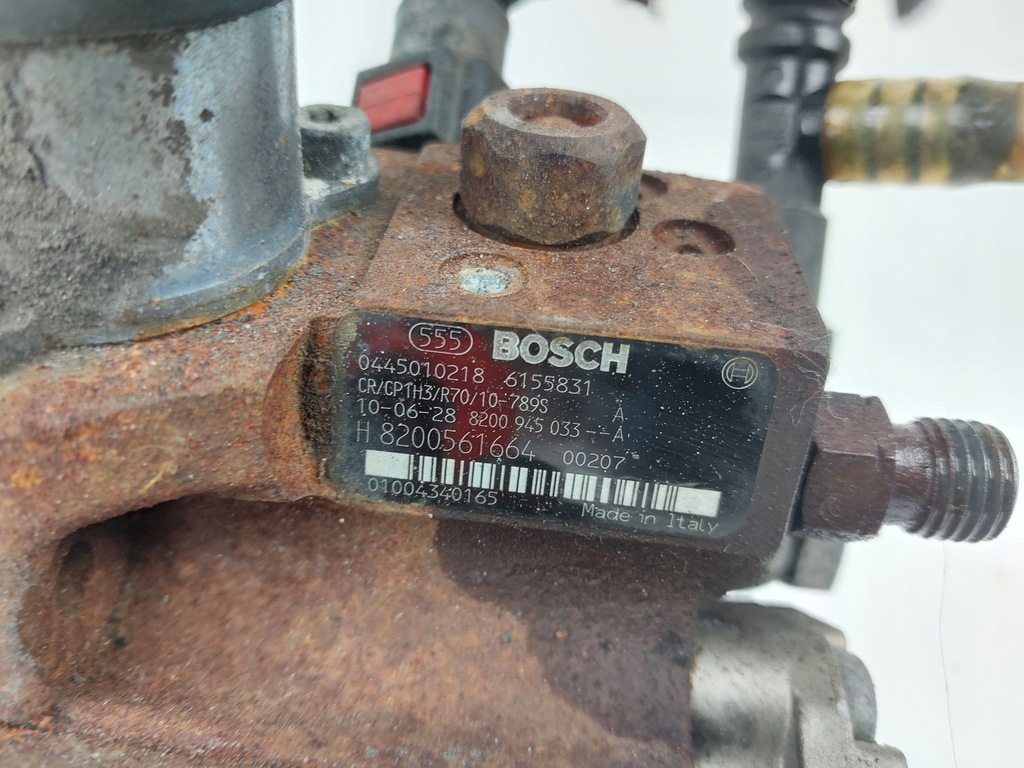 555 BOSCH
0445010218 6155831
CR/CP1H3/R70/10-789S A
10-06-28 8200 945 033--A
H 8200561664 00207
01004340165 Made in Italy